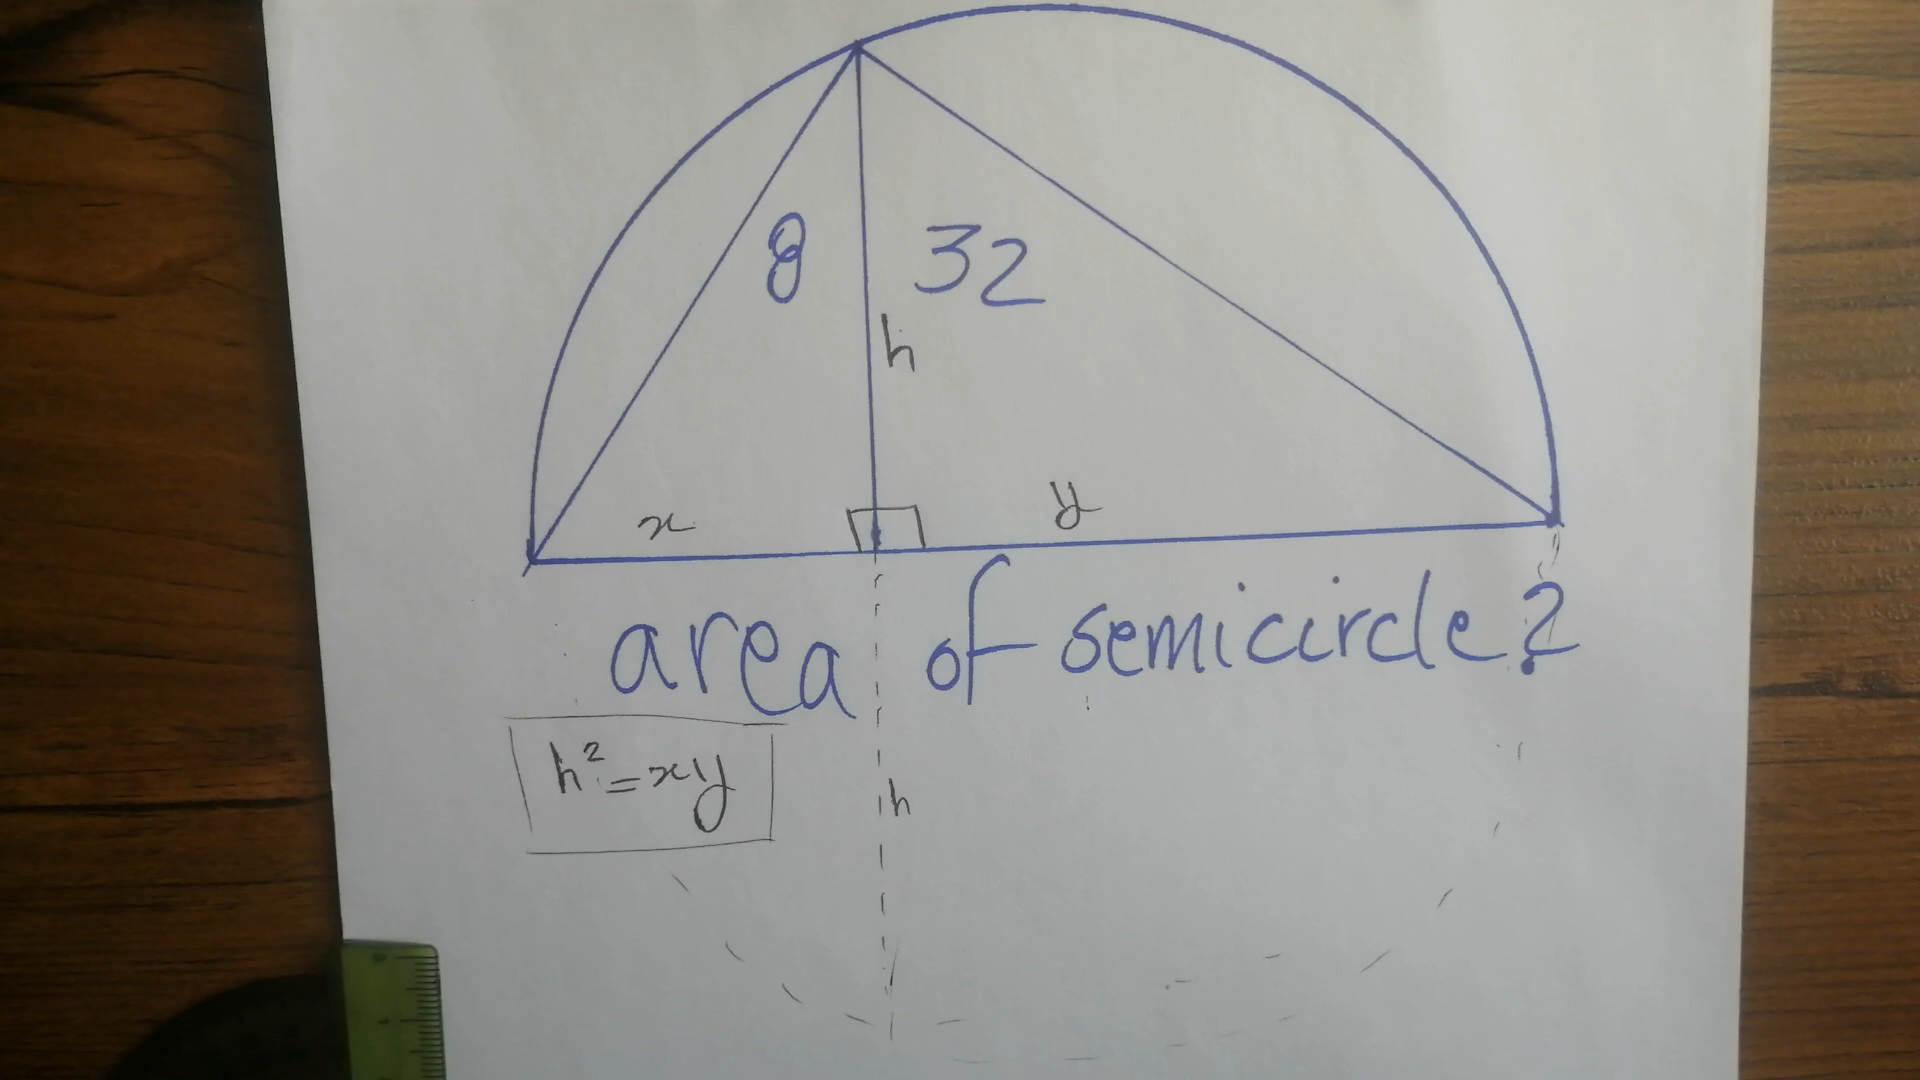 8 32
h
x y
area of semicircle?
h²=xy
h